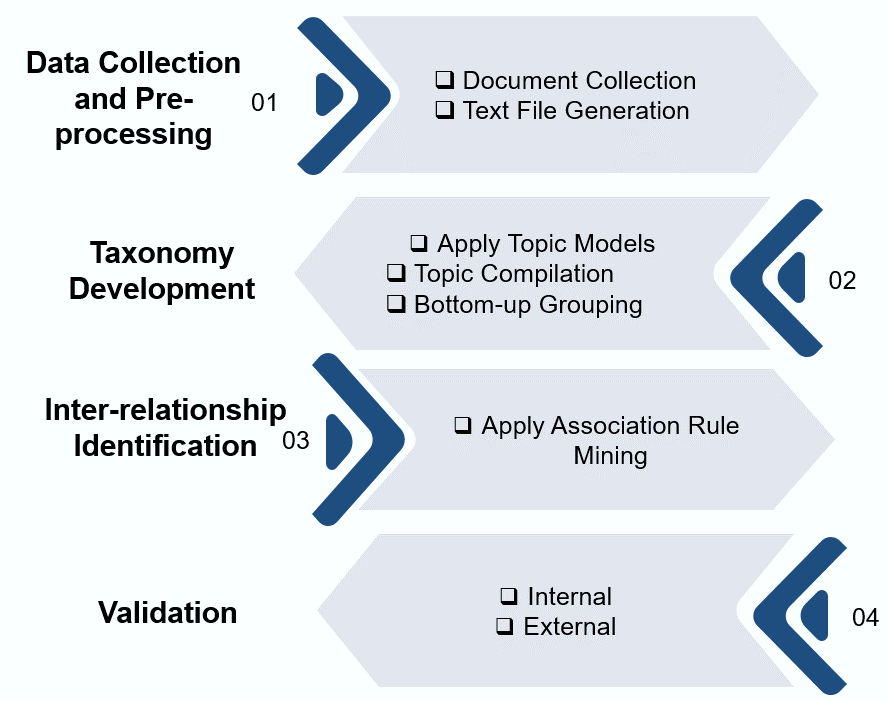 Data Collection
and Pre-
processing
01
❑ Document Collection
❑ Text File Generation
Taxonomy
Development
❑ Apply Topic Models
❑ Topic Compilation
❑ Bottom-up Grouping
02
Inter-relationship
Identification
03
❑ Apply Association Rule
Mining
Validation
❑ Internal
❑ External
04